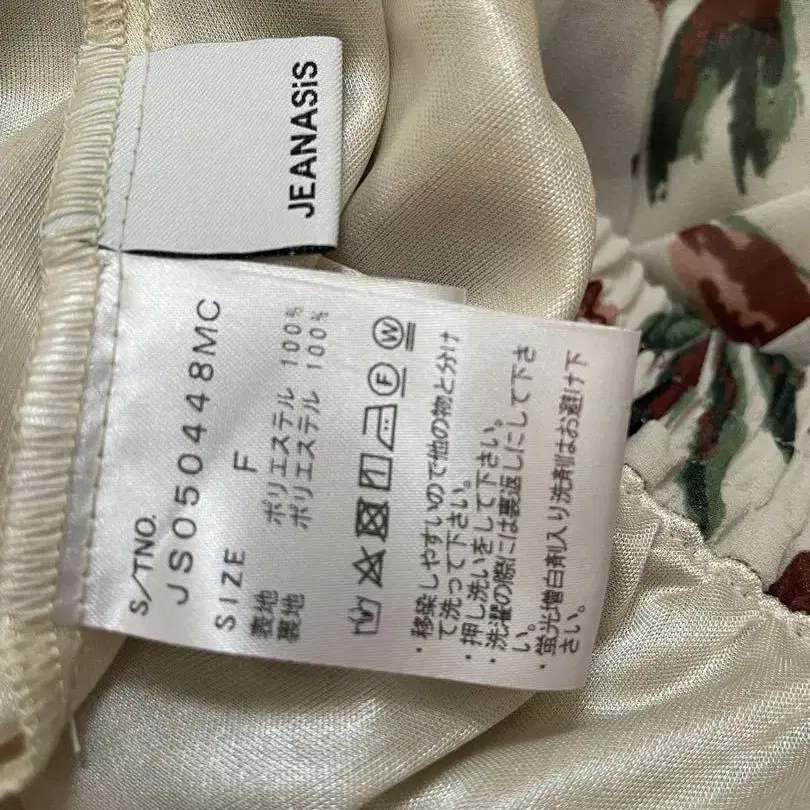 JEANASiS
S/TNO.
JS050448MC
SIZE F
表地 ポリエステル 100%
裏地 ポリエステル 100%
・移染しやすいので他の物と分け
て洗って下さい。
・押し洗いをして下さい。
・洗濯の際には裏返しにして下さ
い。
・蛍光増白剤入り洗剤はお避け下
さい。